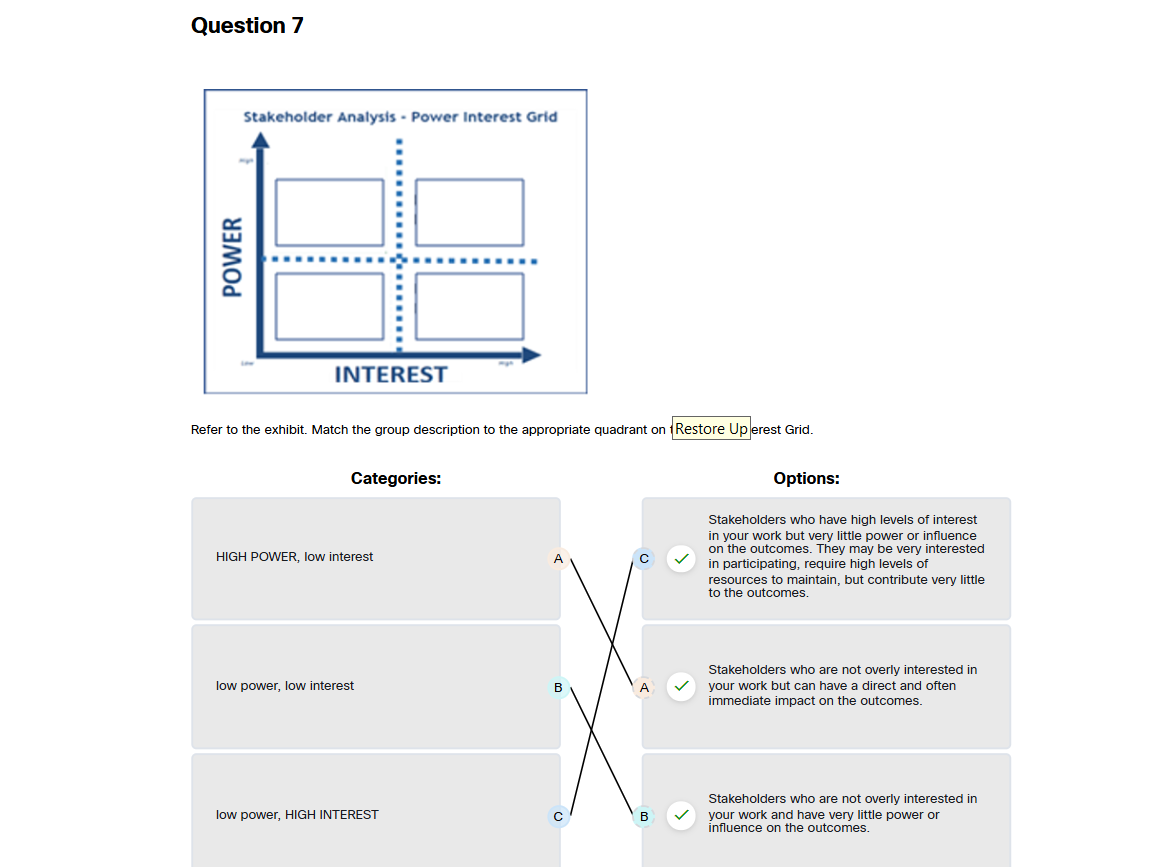 Question 7
Stakeholder Analysis - Power Interest Grid
High
POWER
Low
High
INTEREST
Refer to the exhibit. Match the group description to the appropriate quadrant on
Restore Up
erest Grid.
Categories:
Options:
HIGH POWER, low interest
A
C
Stakeholders who have high levels of interest
in your work but very little power or influence
on the outcomes. They may be very interested
in participating, require high levels of
resources to maintain, but contribute very little
to the outcomes.
low power, low interest
B
A
Stakeholders who are not overly interested in
your work but can have a direct and often
immediate impact on the outcomes.
low power, HIGH INTEREST
C
B
Stakeholders who are not overly interested in
your work and have very little power or
influence on the outcomes.